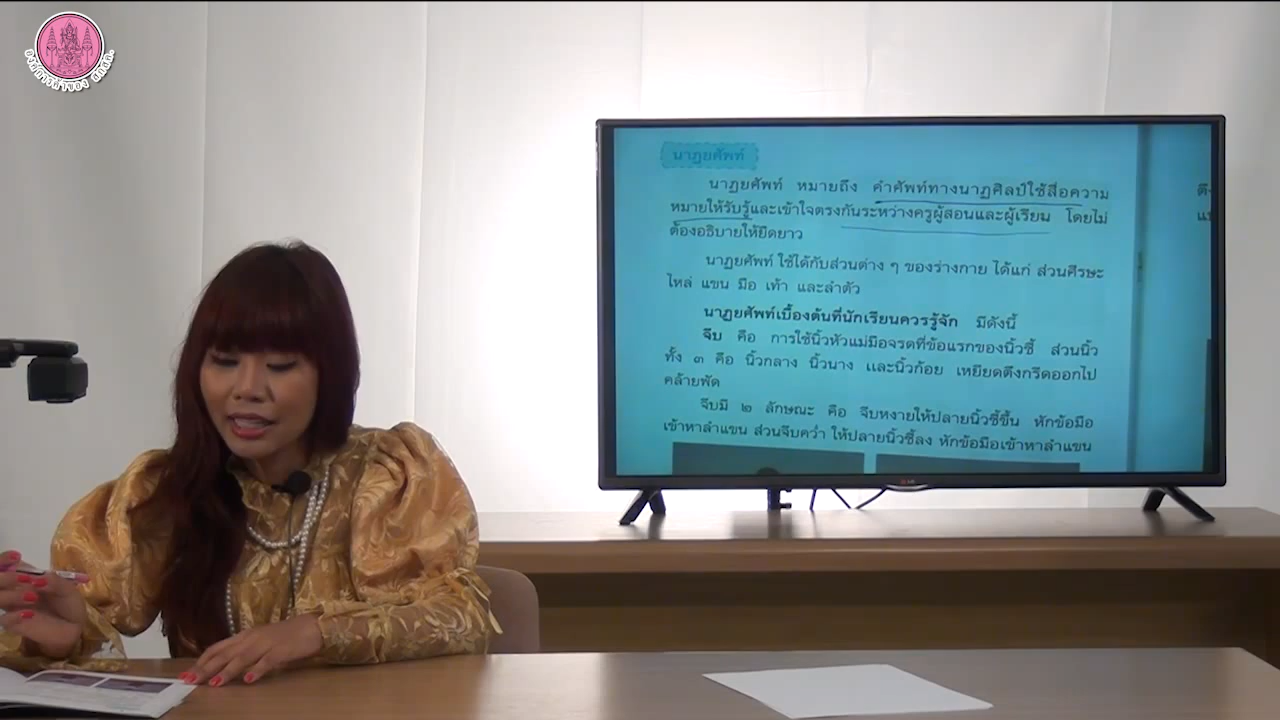 องค์การค้าของ สกสค.
นาฏยศัพท์
นาฏยศัพท์ หมายถึง คำศัพท์ทางนาฏศิลป์ใช้สื่อความ
หมายให้รับรู้และเข้าใจตรงกันระหว่างครูผู้สอนและผู้เรียน โดยไม่
ต้องอธิบายให้ยืดยาว
นาฏยศัพท์ ใช้ได้กับส่วนต่าง ๆ ของร่างกาย ได้แก่ ส่วนศีรษะ
ไหล่ แขน มือ เท้า และลำตัว
นาฏยศัพท์เบื้องต้นที่นักเรียนควรรู้จัก มีดังนี้
จีบ คือ การใช้นิ้วหัวแม่มือจรดที่ข้อแรกของนิ้วชี้ ส่วนนิ้ว
ทั้ง ๓ คือ นิ้วกลาง นิ้วนาง และนิ้วก้อย เหยียดตึงกรีดออกไป
คล้ายพัด
จีบมี ๒ ลักษณะ คือ จีบหงายให้ปลายนิ้วชี้ขึ้น หักข้อมือ
เข้าหาลำแขน ส่วนจีบคว่ำ ให้ปลายนิ้วชี้ลง หักข้อมือเข้าหาลำแขน